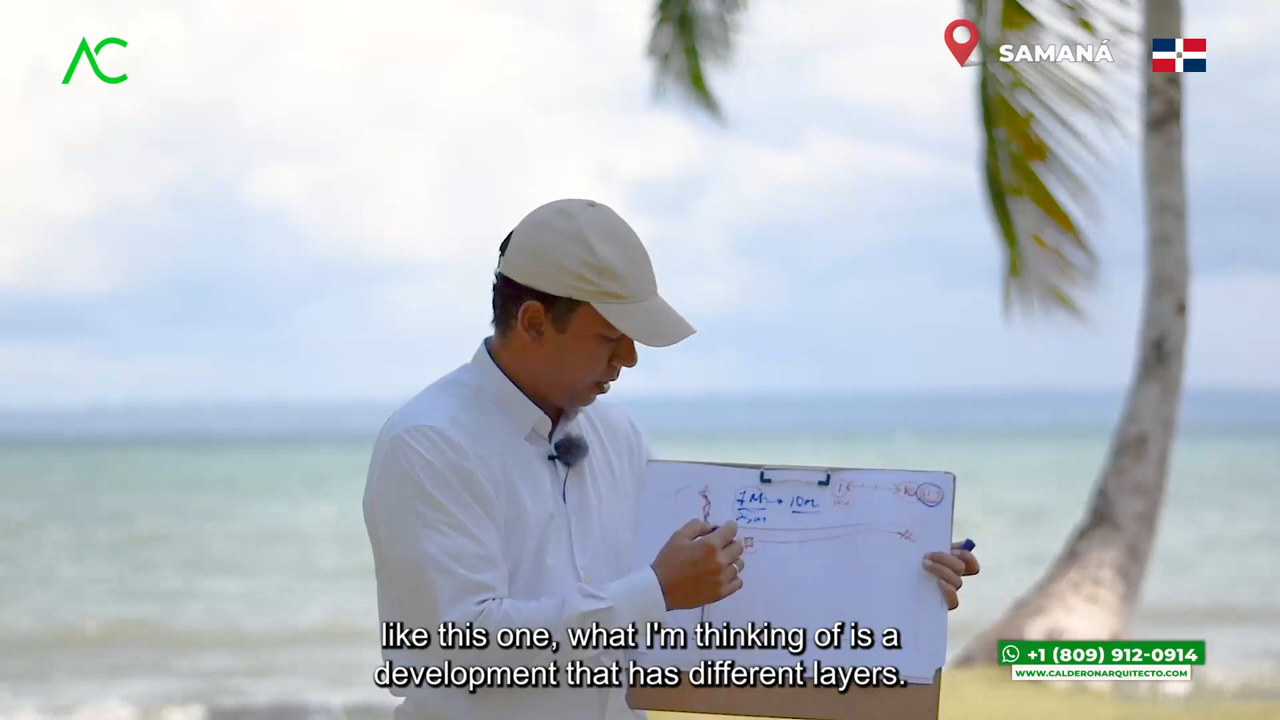 AC
SAMANÁ
7M → 10m
like this one, what I'm thinking of is a
development that has different layers.
+1 (809) 912-0914
WWW.CALDERONARQUITECTO.COM